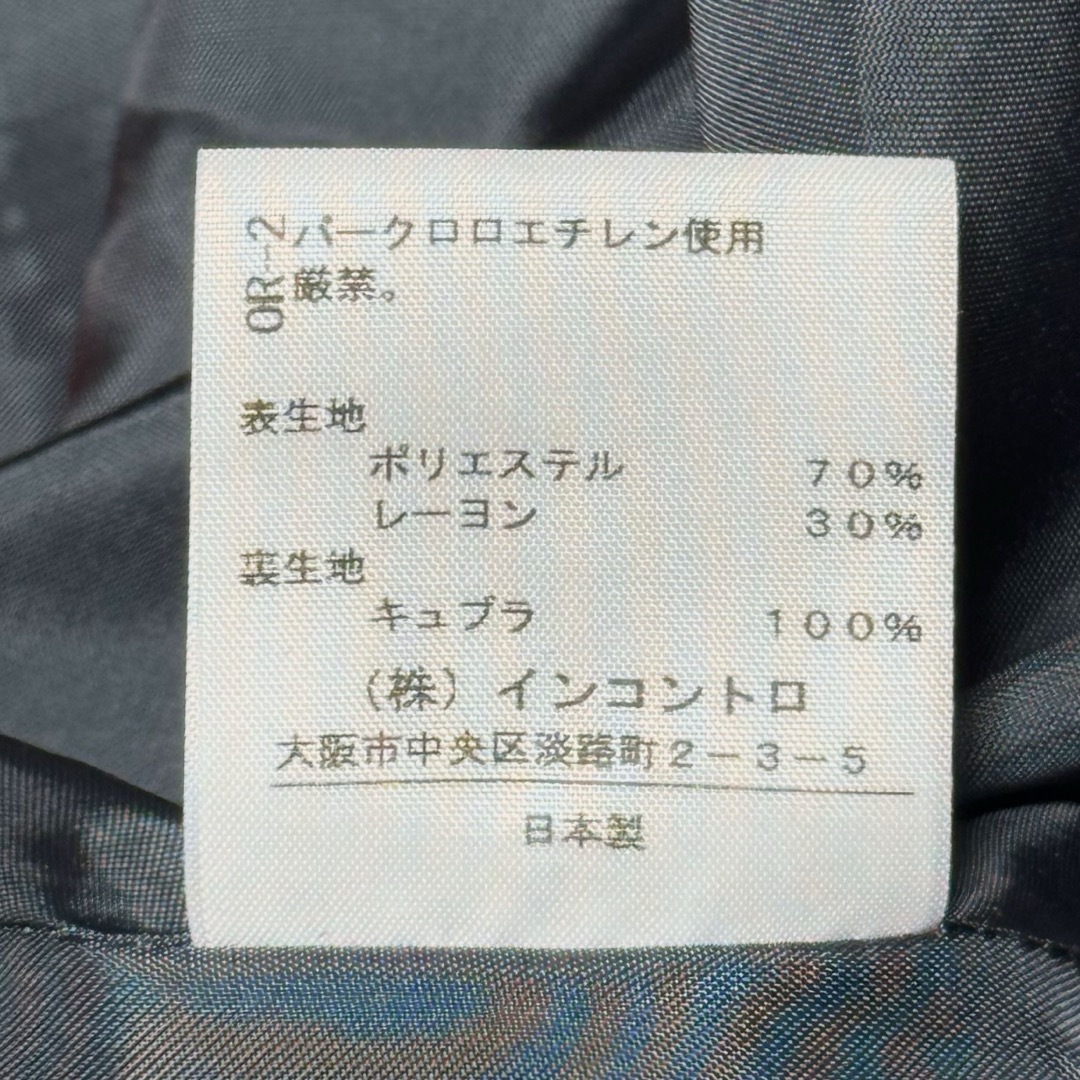 OR-2
パークロロエチレン使用
厳禁。
表生地
ポリエステル 70%
レーヨン 30%
裏生地
キュプラ 100%
(株) インコントロ
大阪市中央区淡路町2-3-5
日本製